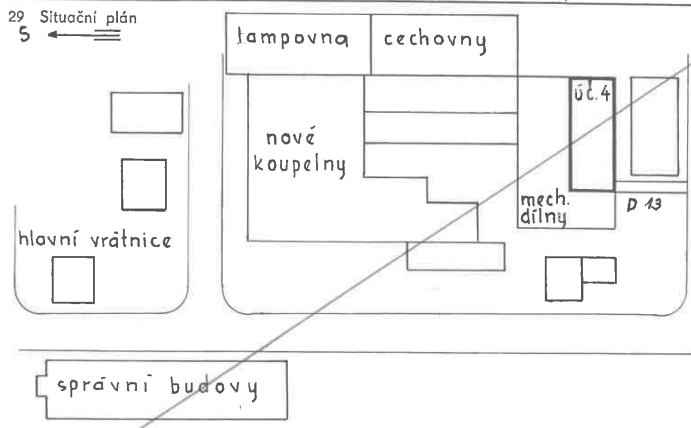 29 Situační plán
S
lampovna
cechovny
úč.4
nové
koupelny
mech.
dílny
D 13
hlavní vrátnice
správní budovy